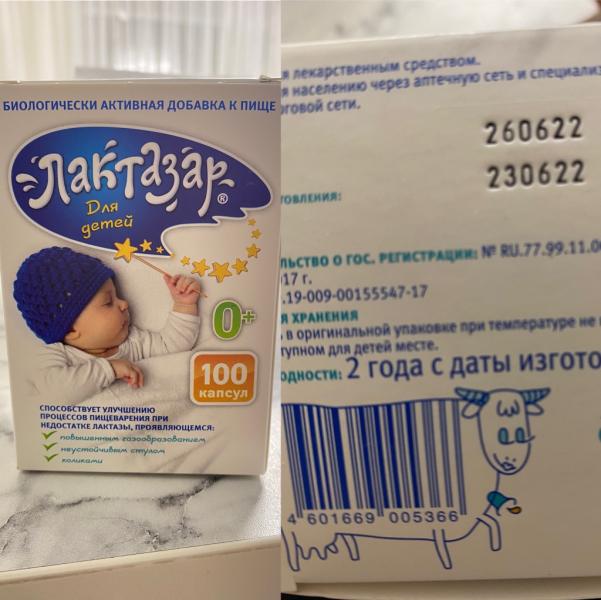 БИОЛОГИЧЕСКИ АКТИВНАЯ ДОБАВКА К ПИЩЕ
Лактазар®
Для
детей
0+
100
капсул
СПОСОБСТВУЕТ УЛУЧШЕНИЮ
ПРОЦЕССОВ ПИЩЕВАРЕНИЯ ПРИ
НЕДОСТАТКЕ ЛАКТАЗЫ, ПРОЯВЛЯЮЩЕМСЯ:
повышенным газообразованием
неустойчивым стулом
коликами
я лекарственным средством.
я населению через аптечную сеть и специализ
рговой сети.
260622
230622
ОТОВЛЕНИЯ:
ЛЬСТВО О ГОС. РЕГИСТРАЦИИ: № RU.77.99.11.00
17 г.
.19-009-00155547-17
Я ХРАНЕНИЯ
ь в оригинальной упаковке при температуре не
тупном для детей месте.
ОДНОСТИ: 2 года с даты изгото
4 601669 005366